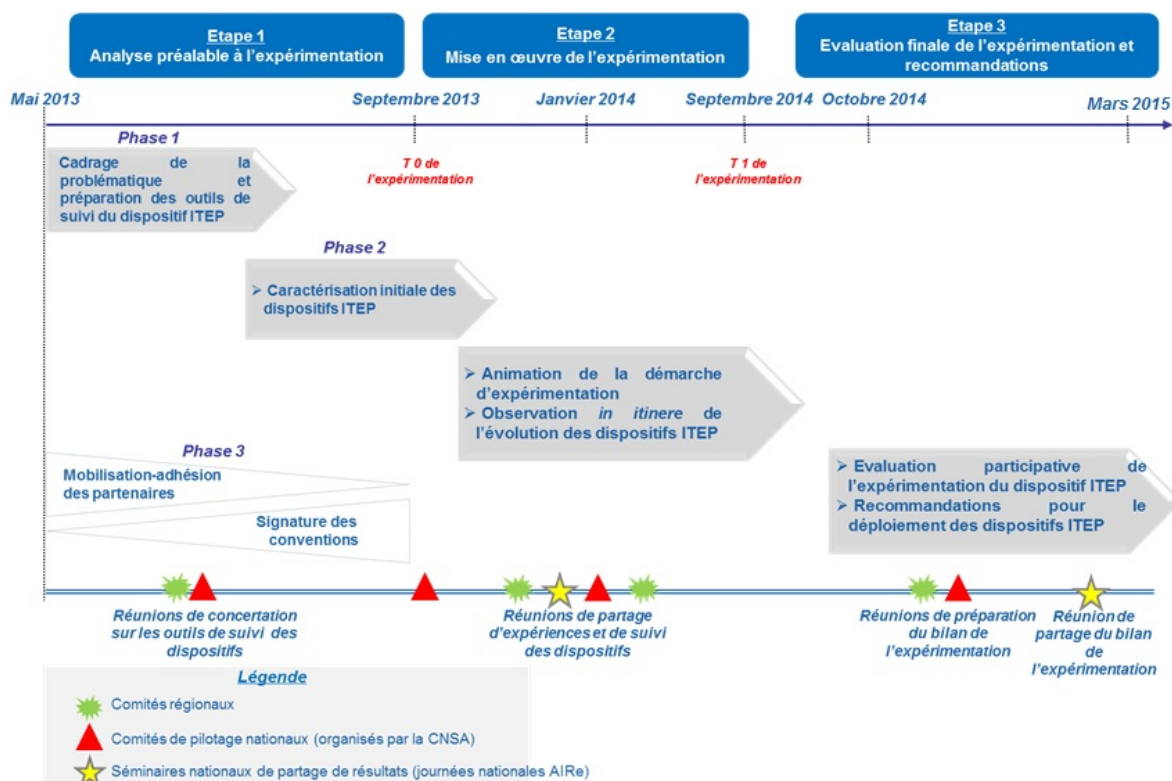 Etape 1
Analyse préalable à l'expérimentation
Etape 2
Mise en œuvre de l'expérimentation
Etape 3
Evaluation finale de l'expérimentation et
recommandations
Mai 2013
Septembre 2013
Janvier 2014
Septembre 2014
Octobre 2014
Mars 2015
Phase 1
Cadrage de la
problématique et
préparation des outils de
suivi du dispositif ITEP
T 0 de
l'expérimentation
T 1 de
l'expérimentation
Phase 2
➢ Caractérisation initiale des
dispositifs ITEP
➢ Animation de la démarche
d'expérimentation
➢ Observation in itinere de
l'évolution des dispositifs ITEP
Phase 3
Mobilisation-adhésion
des partenaires
Signature des
conventions
➢ Evaluation participative de
l'expérimentation du dispositif ITEP
➢ Recommandations pour le
déploiement des dispositifs ITEP
Réunions de concertation
sur les outils de suivi des
dispositifs
Réunions de partage
d'expériences et de suivi
des dispositifs
Réunions de préparation
du bilan de
l'expérimentation
Réunion de
partage du bilan
de
l'expérimentation
Légende
Comités régionaux
Comités de pilotage nationaux (organisés par la CNSA)
Séminaires nationaux de partage de résultats (journées nationales AIRe)